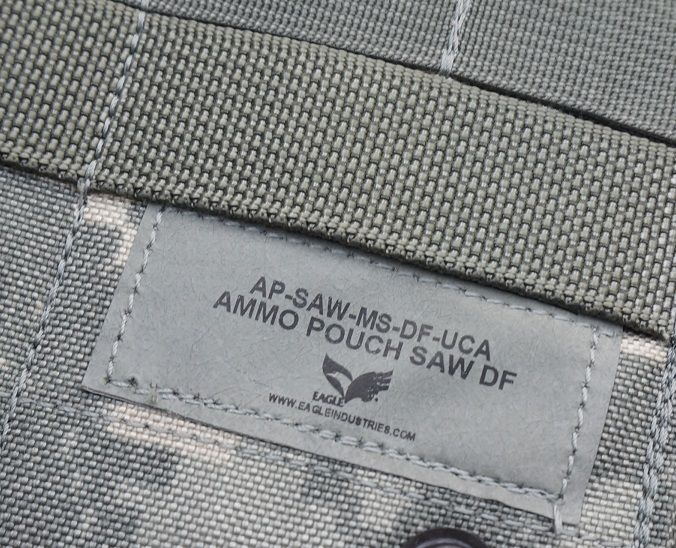 AP-SAW-MS-DF-UCA
AMMO POUCH SAW DF
EAGLE
WWW.EAGLEINDUSTRIES.COM